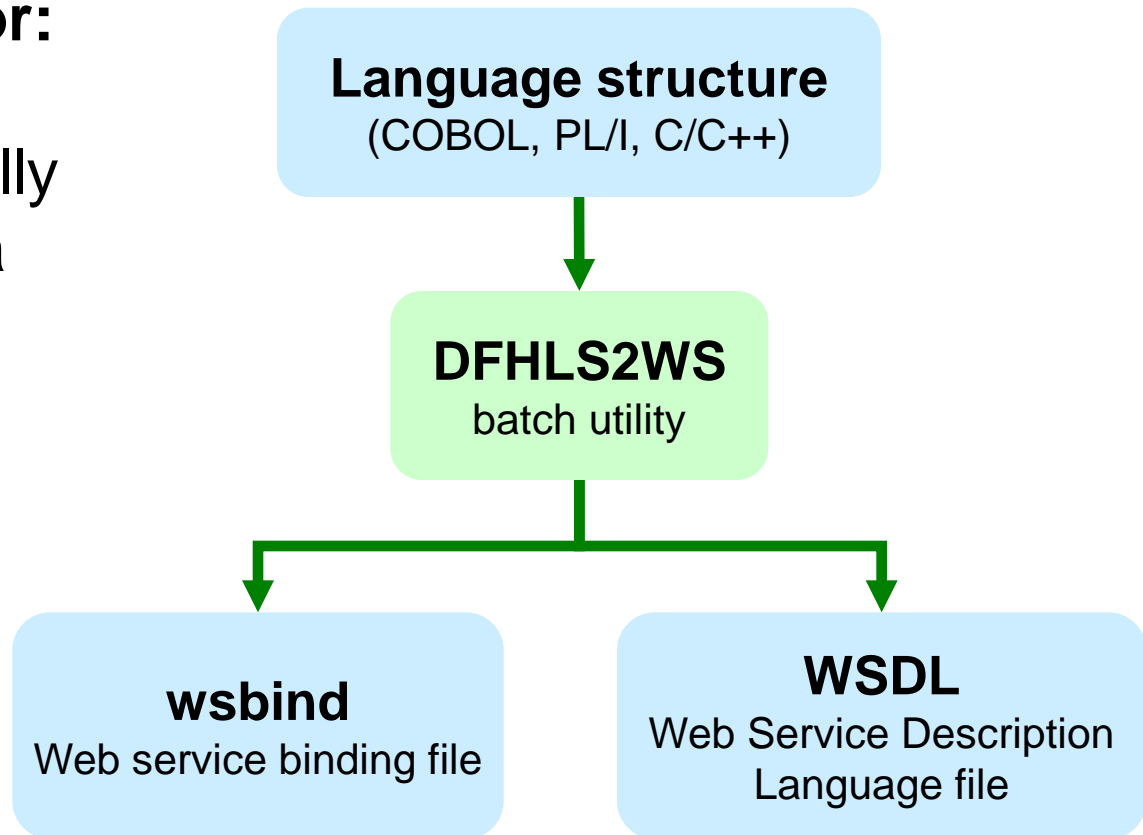 or:
lly
a
Language structure
(COBOL, PL/I, C/C++)
DFHLS2WS
batch utility
wsbind
Web service binding file
WSDL
Web Service Description
Language file